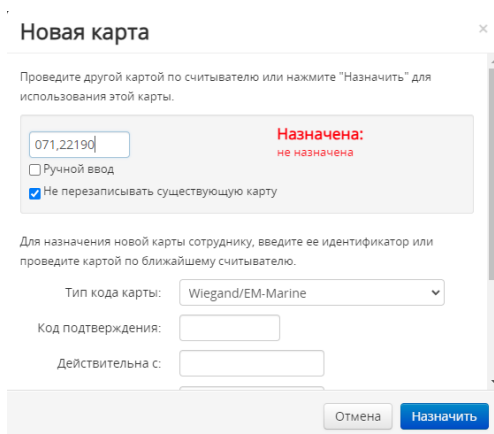 Новая карта
×
Проведите другой картой по считывателю или нажмите "Назначить" для
использования этой карты.
071,22190
Назначена:
не назначена
Ручной ввод
Не перезаписывать существующую карту
Для назначения новой карты сотруднику, введите ее идентификатор или
проведите картой по ближайшему считывателю.
Тип кода карты: Wiegand/EM-Marine
Код подтверждения:
Действительна с:
Отмена Назначить